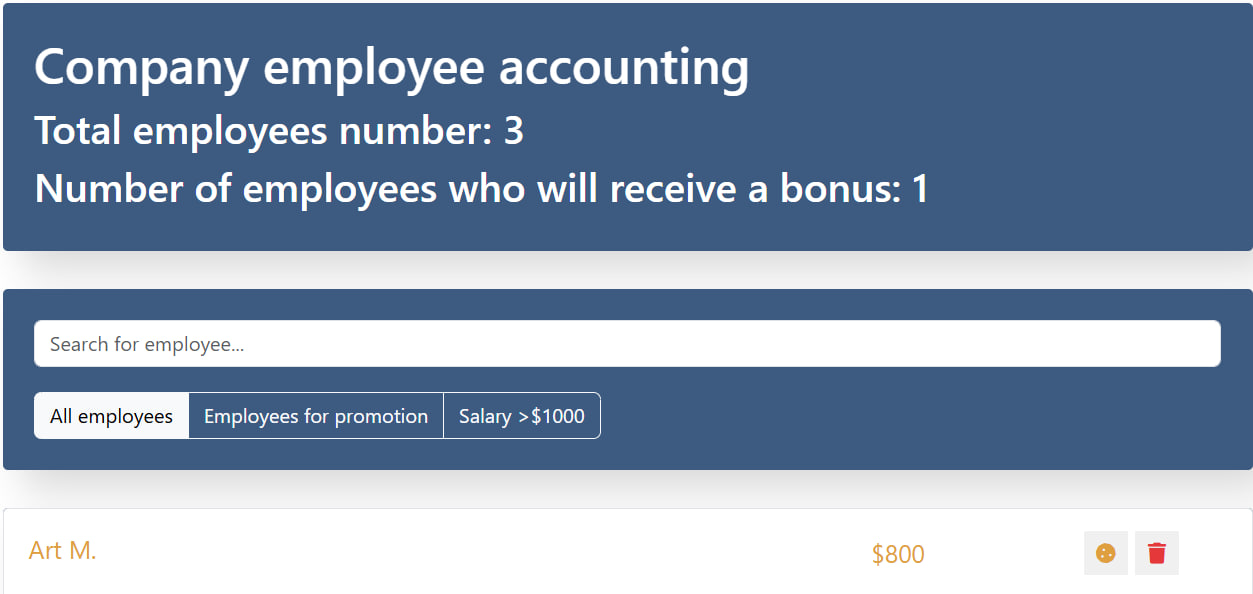 Company employee accounting
Total employees number: 3
Number of employees who will receive a bonus: 1
Search for employee...
All employees Employees for promotion Salary >$1000
Art M. $800